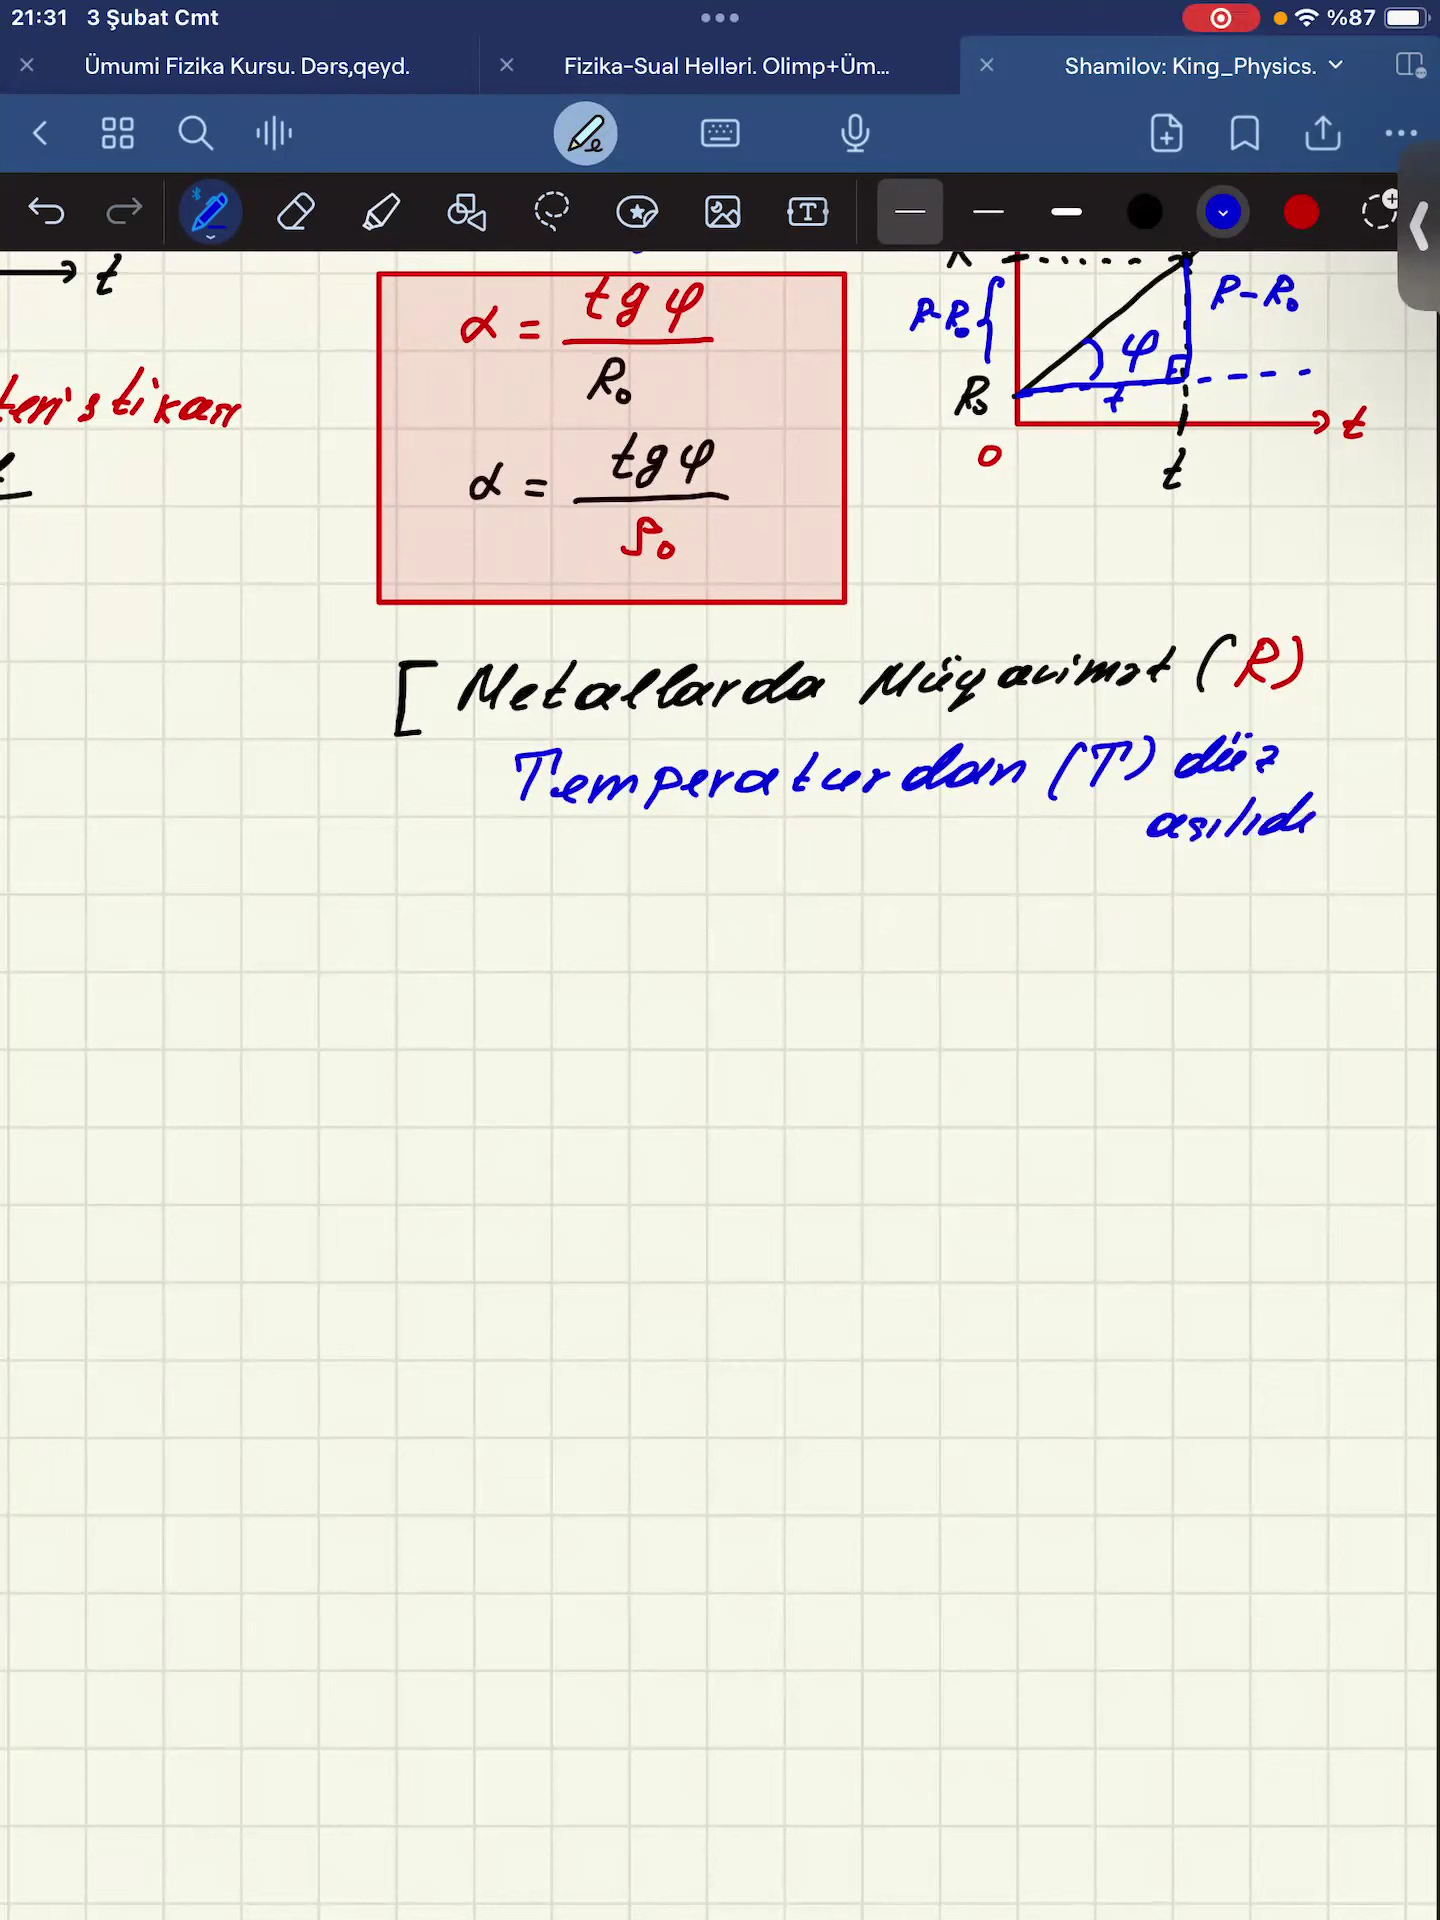 21:31 3 Şubat Cmt %87
Ümumi Fizika Kursu. Dərs,qeyd.
Fizika-Sual Həlləri. Olimp+Üm...
Shamilov: King_Physics.
t
α = tgφ / R₀
α = tgφ / ρ₀
R-R₀
R-R₀
φ
R₀
t
t
0
t
[ Metallarda Müqavimət (R)
Temperaturdan (T) düz
asılıdı